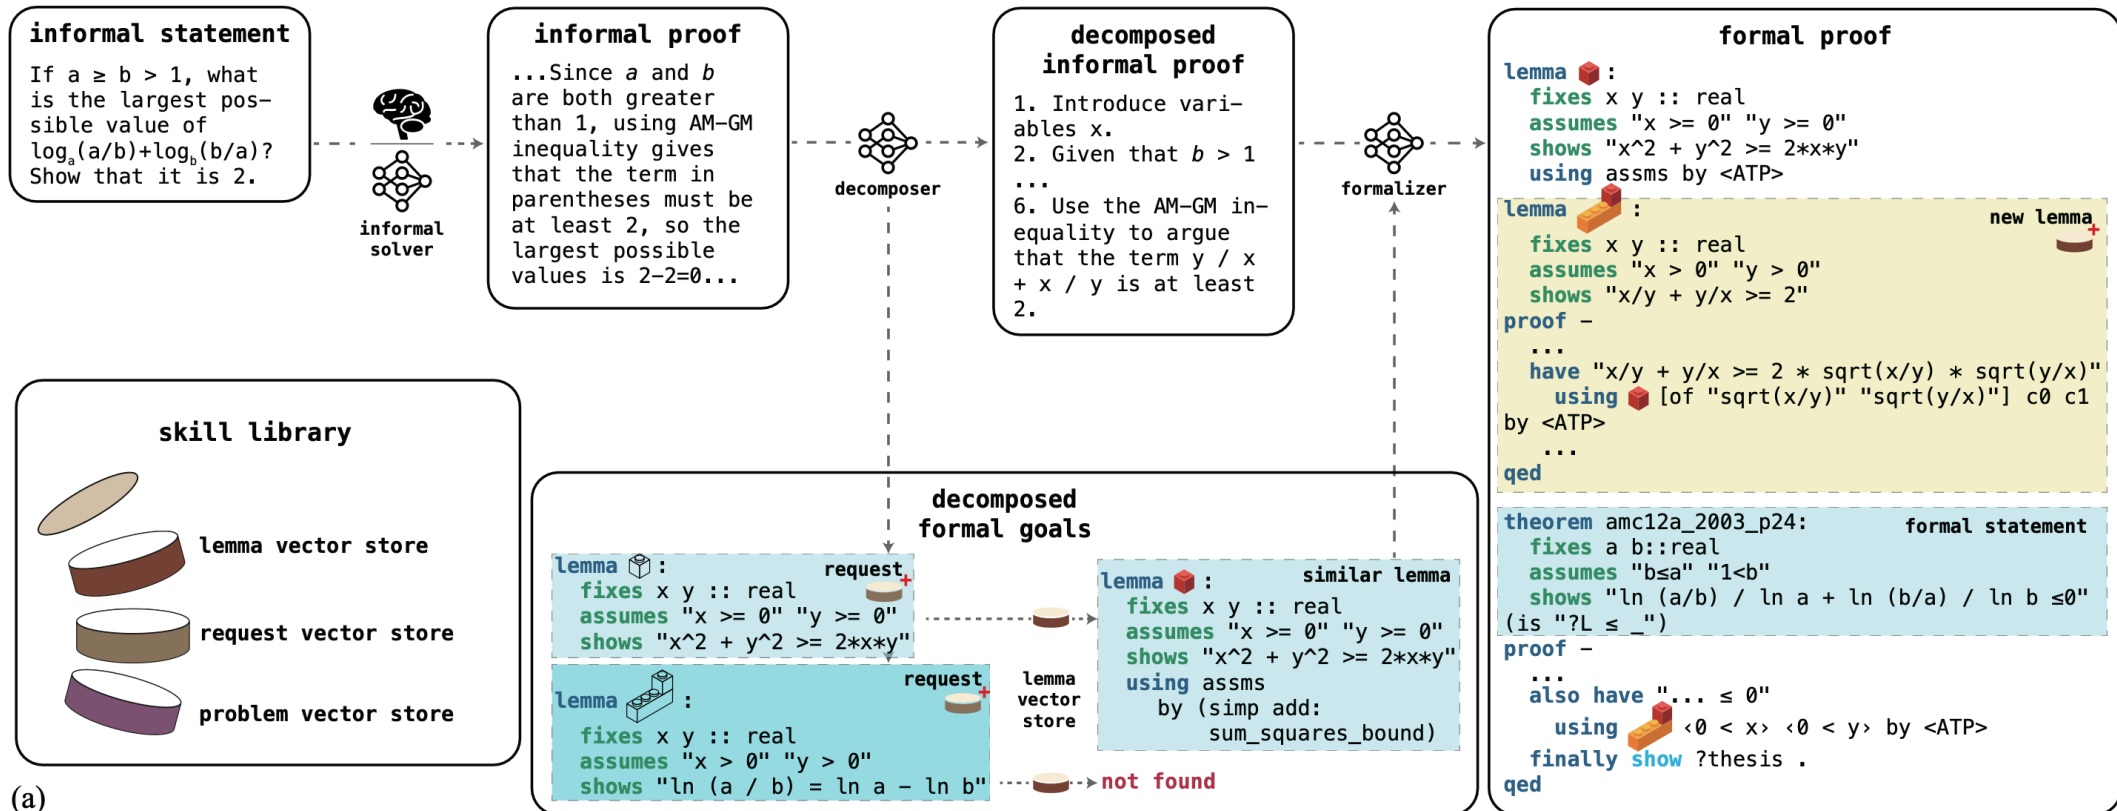 informal statement
If a ≥ b > 1, what
is the largest pos-
sible value of
logₐ(a/b)+log_b(b/a)?
Show that it is 2.
informal
solver
informal proof
...Since a and b
are both greater
than 1, using AM-GM
inequality gives
that the term in
parentheses must be
at least 2, so the
largest possible
values is 2-2=0...
decomposer
decomposed
informal proof
1. Introduce vari-
ables x.
2. Given that b > 1
...
6. Use the AM-GM in-
equality to argue
that the term y / x
+ x / y is at least
2.
formalizer
skill library
lemma vector store
request vector store
problem vector store
(a)
decomposed
formal goals
lemma :
request
+
fixes x y :: real
assumes "x >= 0" "y >= 0"
shows "x^2 + y^2 >= 2*x*y"
lemma :
request
+
fixes x y :: real
assumes "x > 0" "y > 0"
shows "ln (a / b) = ln a - ln b"
lemma
vector
store
lemma :
similar lemma
fixes x y :: real
assumes "x >= 0" "y >= 0"
shows "x^2 + y^2 >= 2*x*y"
using assms
by (simp add:
sum_squares_bound)
not found
formal proof
lemma :
fixes x y :: real
assumes "x >= 0" "y >= 0"
shows "x^2 + y^2 >= 2*x*y"
using assms by <ATP>
lemma :
new lemma
+
fixes x y :: real
assumes "x > 0" "y > 0"
shows "x/y + y/x >= 2"
proof -
...
have "x/y + y/x >= 2 * sqrt(x/y) * sqrt(y/x)"
using [of "sqrt(x/y)" "sqrt(y/x)"] c0 c1
by <ATP>
...
qed
theorem amc12a_2003_p24:
formal statement
fixes a b::real
assumes "b≤a" "1<b"
shows "ln (a/b) / ln a + ln (b/a) / ln b ≤0"
(is "?L ≤ _")
proof -
...
also have "... ≤ 0"
using ‹0 < x› ‹0 < y› by <ATP>
finally show ?thesis .
qed